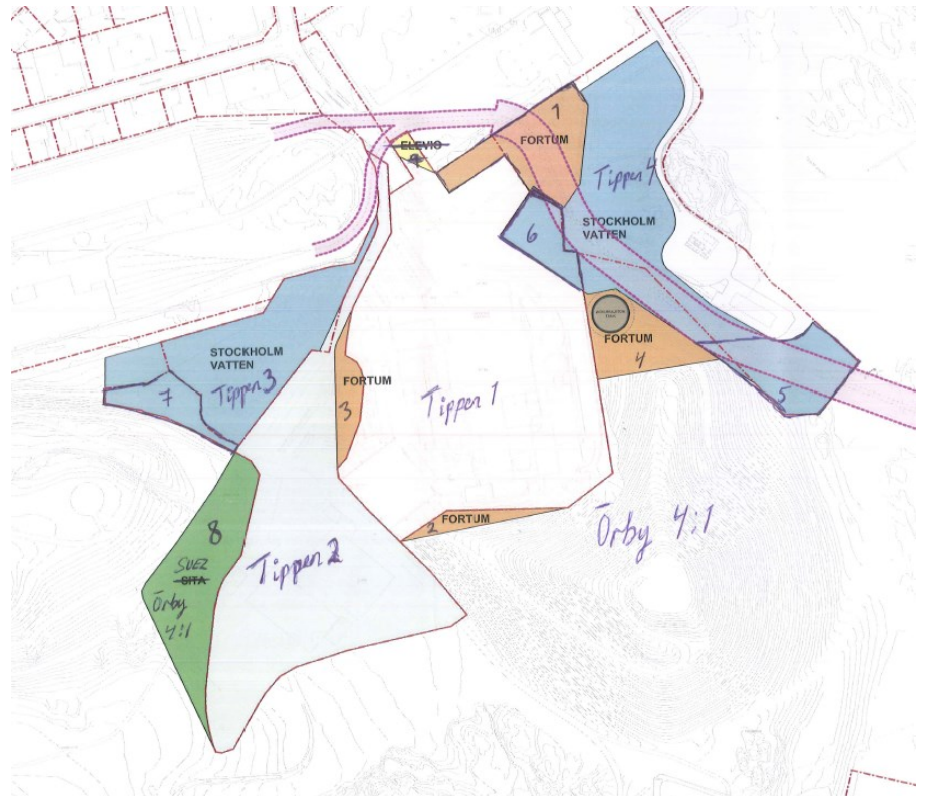 1
FORTUM
ELEVIO
9
Tippen 4
STOCKHOLM
VATTEN
6
FORTUM
4
5
STOCKHOLM
VATTEN
Tippen 3
7
FORTUM
3
Tippen 1
FORTUM
2
Örby 4:1
8
SUEZ
SITA
Örby
4:1
Tippen 2